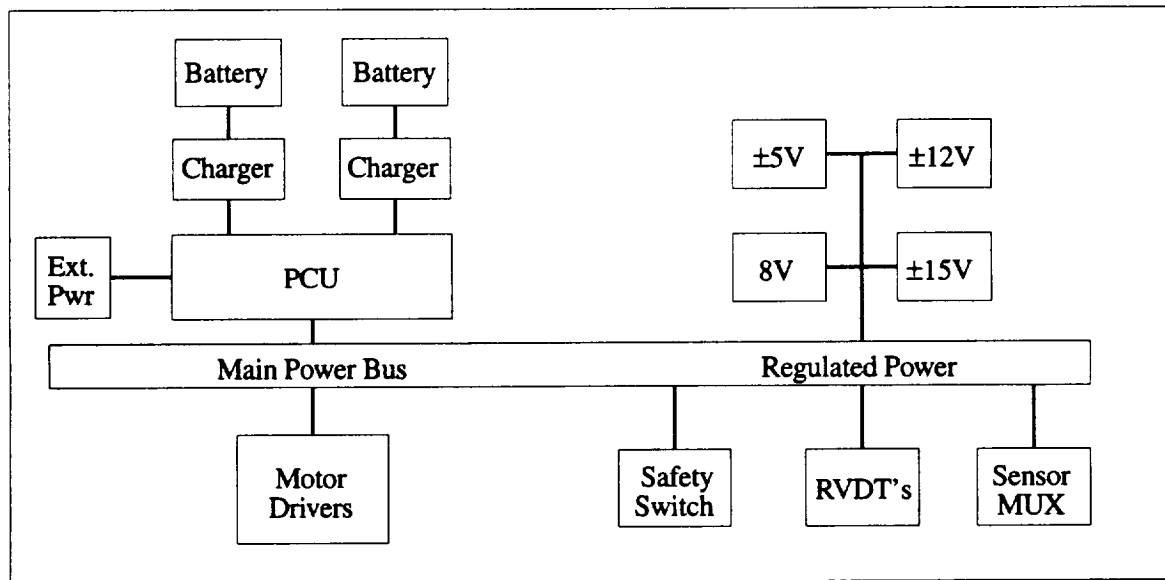 Battery
Battery
Charger
Charger
±5V
±12V
Ext.
Pwr
PCU
8V
±15V
Main Power Bus
Regulated Power
Motor
Drivers
Safety
Switch
RVDT's
Sensor
MUX